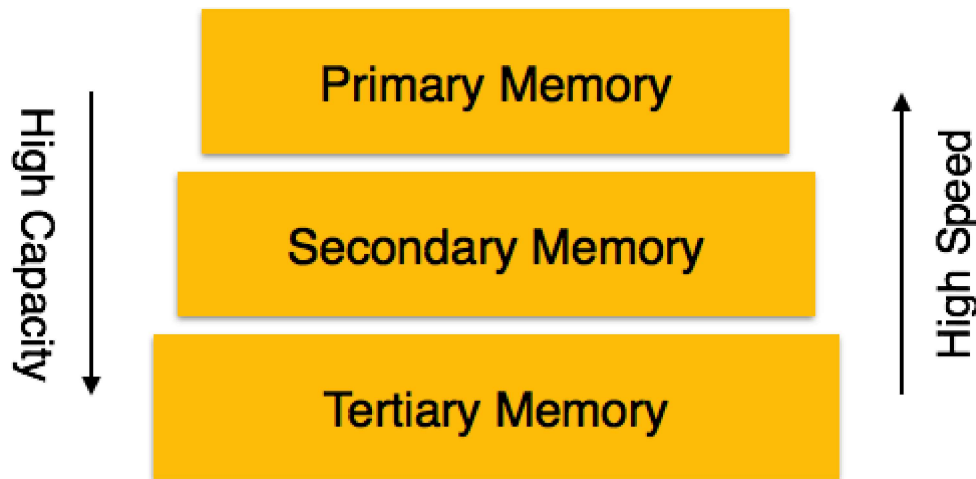 Primary Memory
High Capacity
Secondary Memory
High Speed
Tertiary Memory